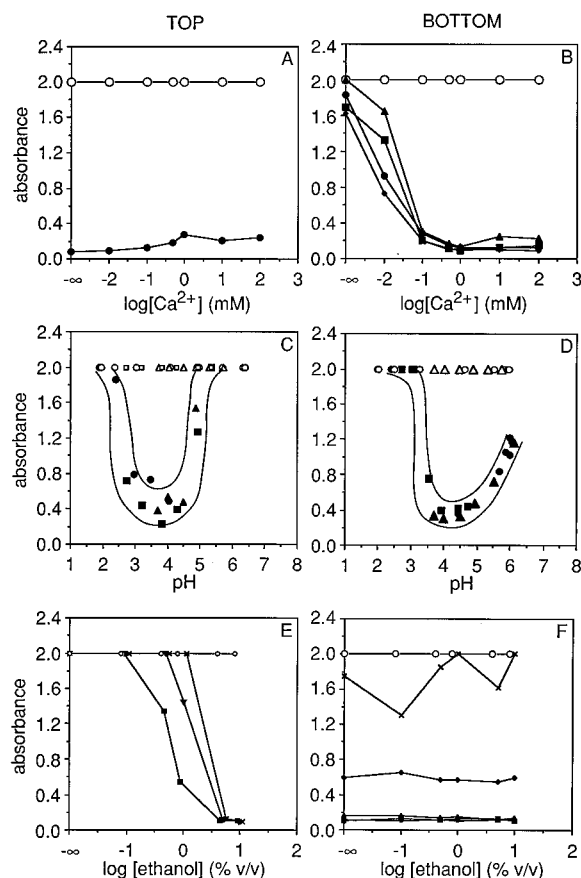 TOP BOTTOM
A B
2.4 2.4
2.0 2.0
1.6 1.6
1.2 1.2
0.8 0.8
0.4 0.4
0.0 0.0
absorbance
-∞ -2 -1 0 1 2 3 -∞ -2 -1 0 1 2 3
log[Ca2+] (mM) log[Ca2+] (mM)
C D
2.4 2.4
2.0 2.0
1.6 1.6
1.2 1.2
0.8 0.8
0.4 0.4
0.0 0.0
absorbance
1 2 3 4 5 6 7 8 1 2 3 4 5 6 7 8
pH pH
E F
2.4 2.4
2.0 2.0
1.6 1.6
1.2 1.2
0.8 0.8
0.4 0.4
0.0 0.0
absorbance
-∞ -1 0 1 2 -∞ -1 0 1 2
log [ethanol] (% v/v) log [ethanol] (% v/v)